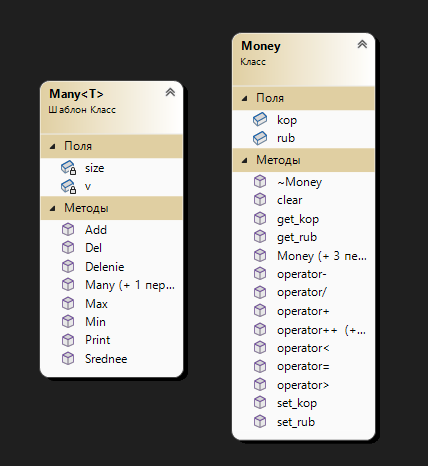 Many<T>
Шаблон Класс
Поля
size
v
Методы
Add
Del
Delenie
Many (+ 1 пер...
Max
Min
Print
Srednee
Money
Класс
Поля
kop
rub
Методы
~Money
clear
get_kop
get_rub
Money (+ 3 пе...
operator-
operator/
operator+
operator++ (+...
operator<
operator=
operator>
set_kop
set_rub